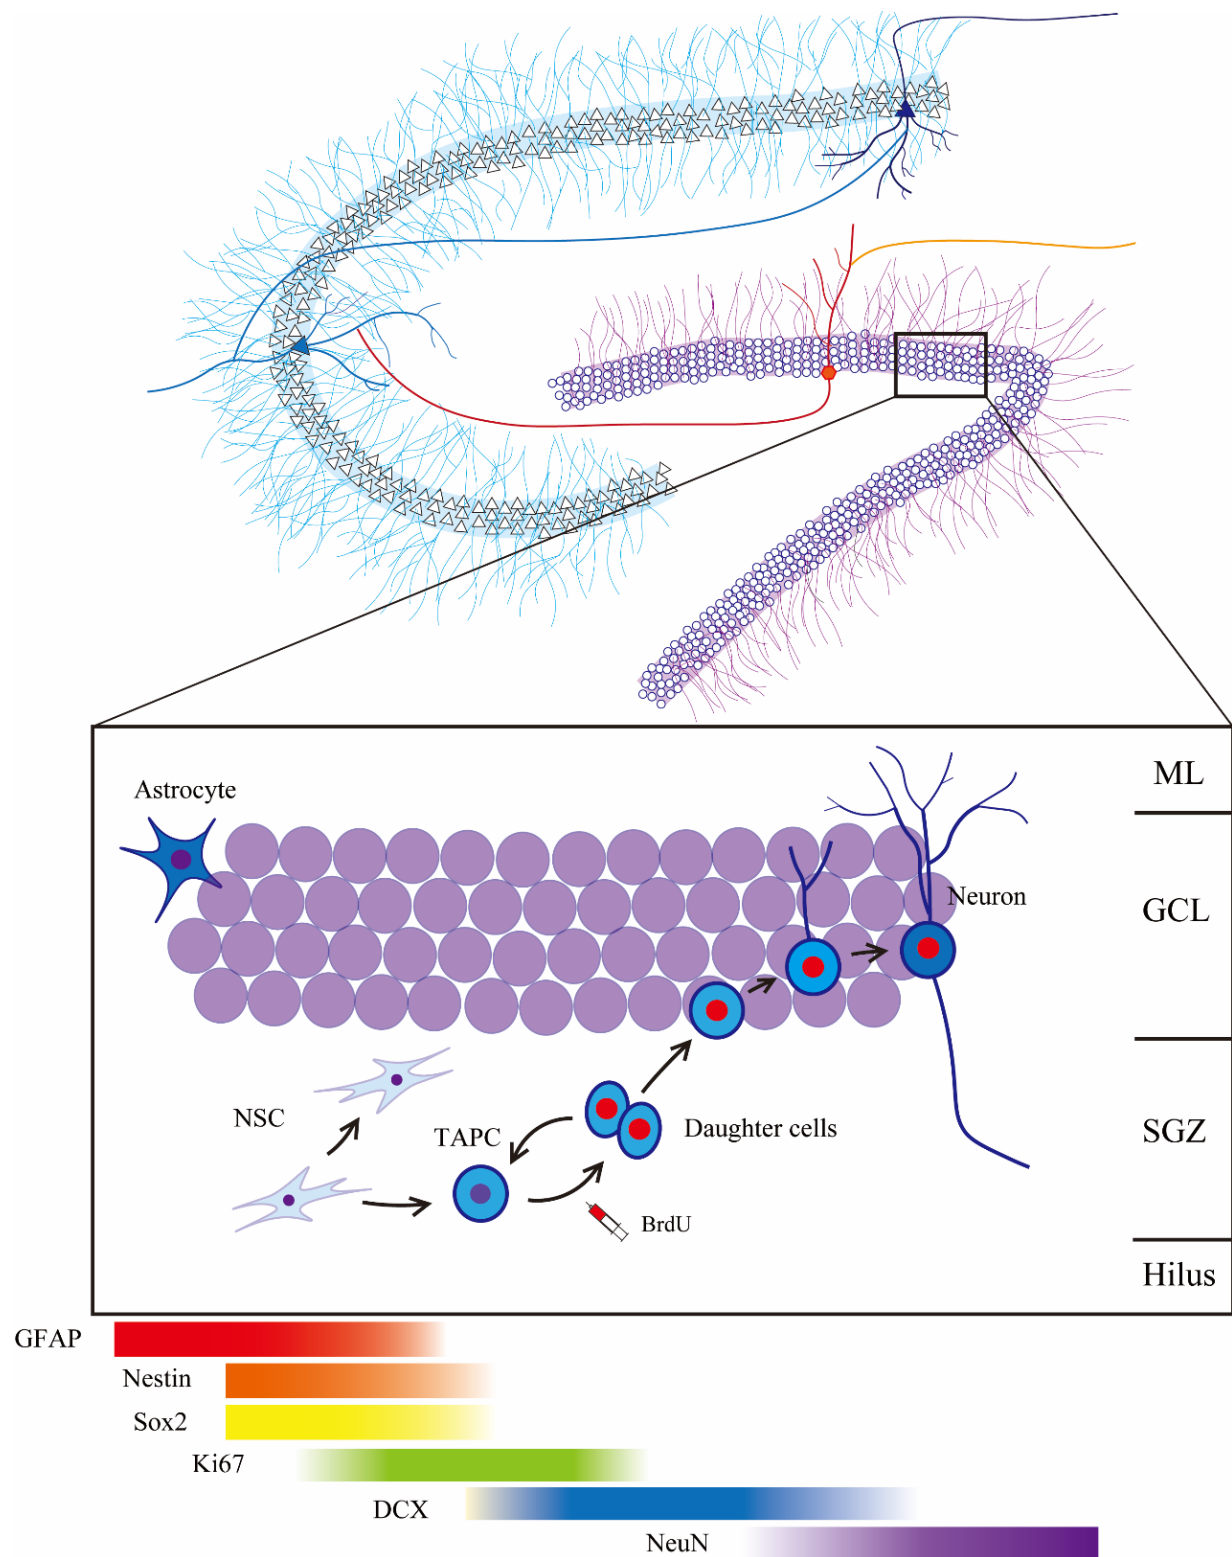 ML
Astrocyte
Neuron
GCL
NSC
TAPC
Daughter cells
SGZ
BrdU
Hilus
GFAP
Nestin
Sox2
Ki67
DCX
NeuN